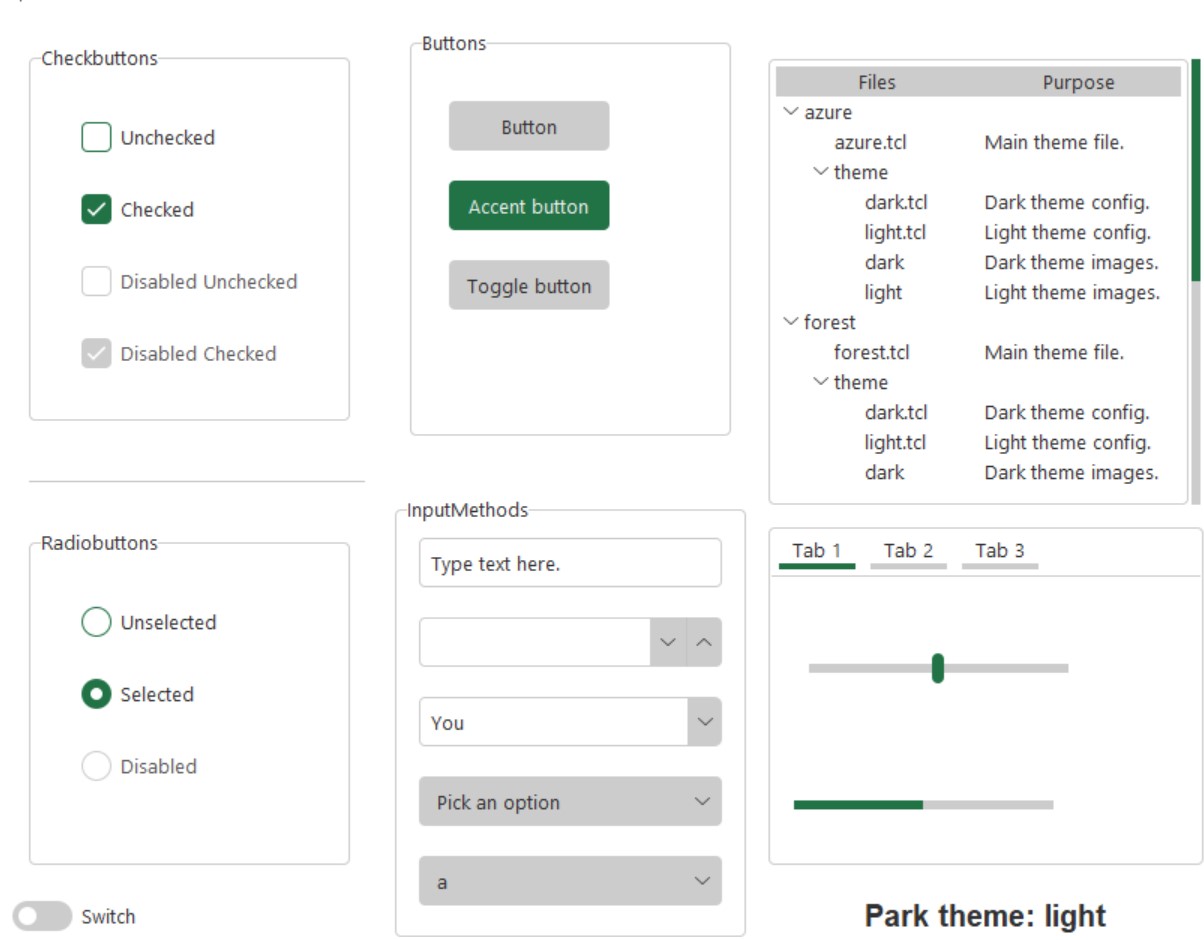 Checkbuttons
Unchecked
Checked
Disabled Unchecked
Disabled Checked
Radiobuttons
Unselected
Selected
Disabled
Switch
Buttons
Button
Accent button
Toggle button
InputMethods
Type text here.
You
Pick an option
a
Files Purpose
azure
azure.tcl Main theme file.
theme
dark.tcl Dark theme config.
light.tcl Light theme config.
dark Dark theme images.
light Light theme images.
forest
forest.tcl Main theme file.
theme
dark.tcl Dark theme config.
light.tcl Light theme config.
dark Dark theme images.
Tab 1 Tab 2 Tab 3
Park theme: light